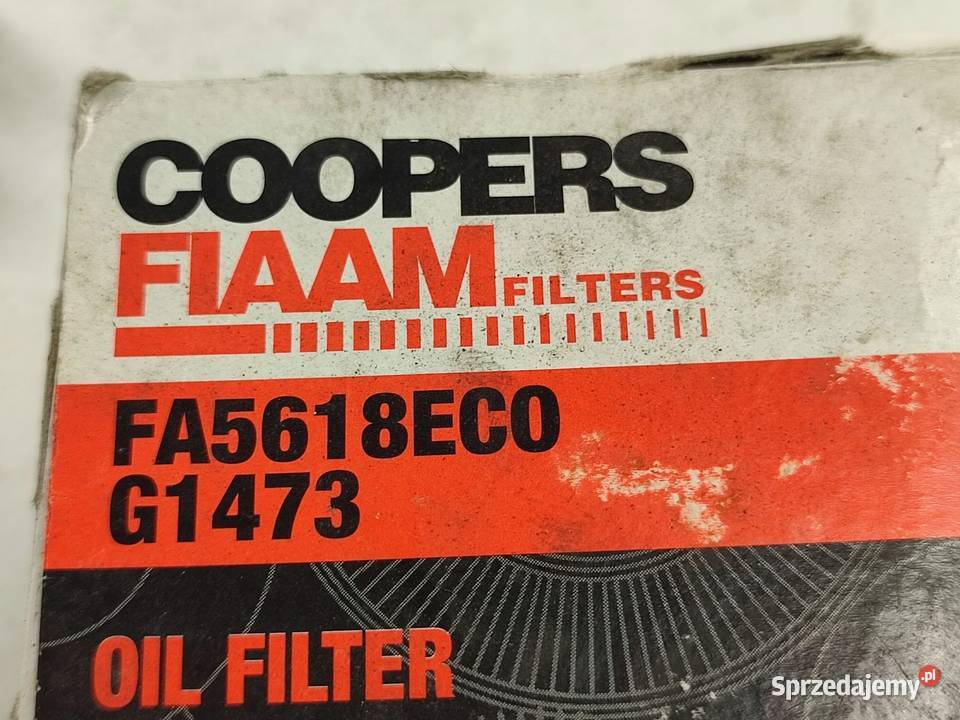 COOPERS
FIAAM FILTERS
FA5618ECO
G1473
OIL FILTER
Sprzedajemy.pl